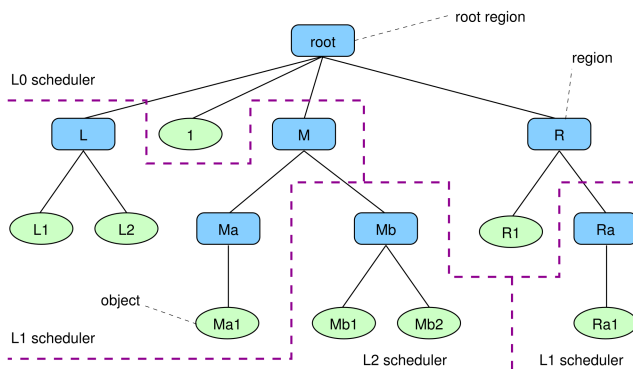 root region
root
region
L0 scheduler
L
1
M
R
L1
L2
Ma
Mb
R1
Ra
object
Ma1
Mb1
Mb2
Ra1
L1 scheduler
L2 scheduler
L1 scheduler